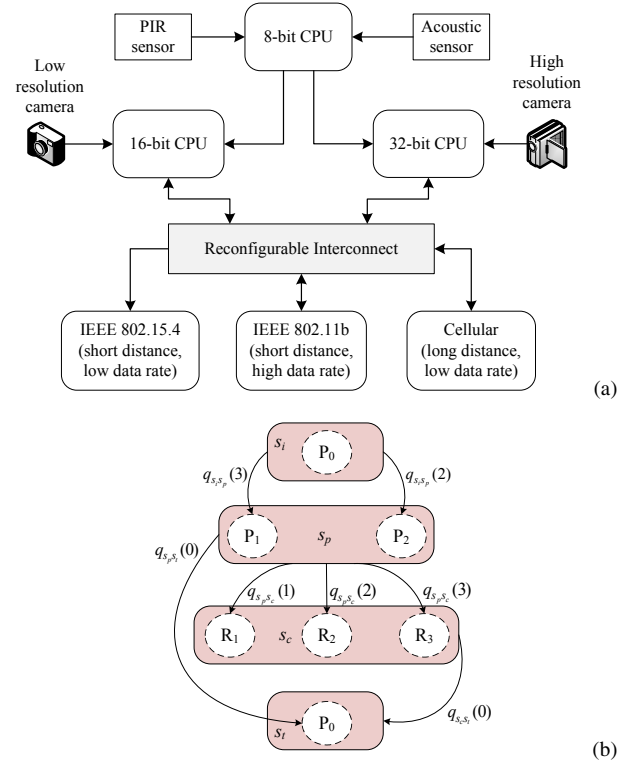 PIR
sensor
8-bit CPU
Acoustic
sensor
Low
resolution
camera
High
resolution
camera
16-bit CPU
32-bit CPU
Reconfigurable Interconnect
IEEE 802.15.4
(short distance,
low data rate)
IEEE 802.11b
(short distance,
high data rate)
Cellular
(long distance,
low data rate)
(a)
s_i
P_0
q_{s_i s_p}(3)
q_{s_i s_p}(2)
P_1
s_p
P_2
q_{s_p s_t}(0)
q_{s_p s_c}(1)
q_{s_p s_c}(2)
q_{s_p s_c}(3)
R_1
s_c
R_2
R_3
P_0
s_t
q_{s_c s_t}(0)
(b)